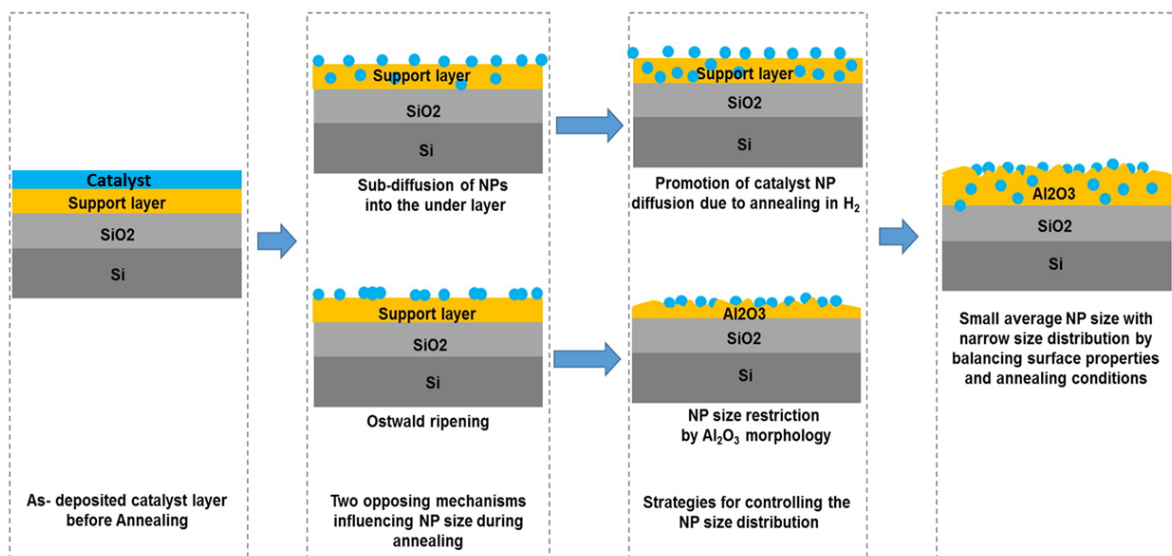 Catalyst
Support layer
SiO2
Si
As- deposited catalyst layer
before Annealing
Support layer
SiO2
Si
Sub-diffusion of NPs
into the under layer
Support layer
SiO2
Si
Ostwald ripening
Two opposing mechanisms
influencing NP size during
annealing
Support layer
SiO2
Si
Promotion of catalyst NP
diffusion due to annealing in H₂
Al2O3
SiO2
Si
NP size restriction
by Al₂O₃ morphology
Strategies for controlling the
NP size distribution
Al2O3
SiO2
Si
Small average NP size with
narrow size distribution by
balancing surface properties
and annealing conditions